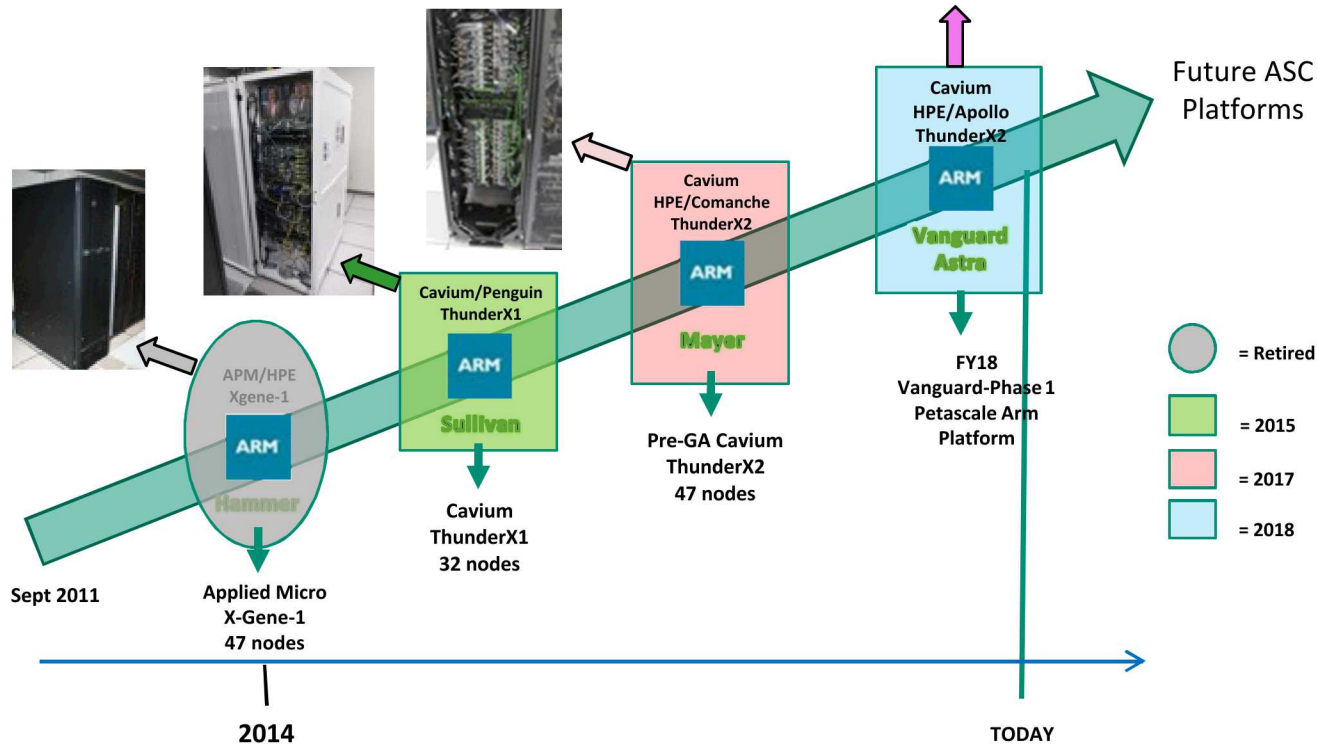 Future ASC
Platforms
Cavium
HPE/Apollo
ThunderX2
ARM
Vanguard
Astra
FY18
Vanguard-Phase 1
Petascale Arm
Platform
Cavium
HPE/Comanche
ThunderX2
ARM
Mayer
Pre-GA Cavium
ThunderX2
47 nodes
Cavium/Penguin
ThunderX1
ARM
Sullivan
Cavium
ThunderX1
32 nodes
APM/HPE
Xgene-1
ARM
Hammer
Applied Micro
X-Gene-1
47 nodes
Sept 2011
= Retired
= 2015
= 2017
= 2018
2014
TODAY